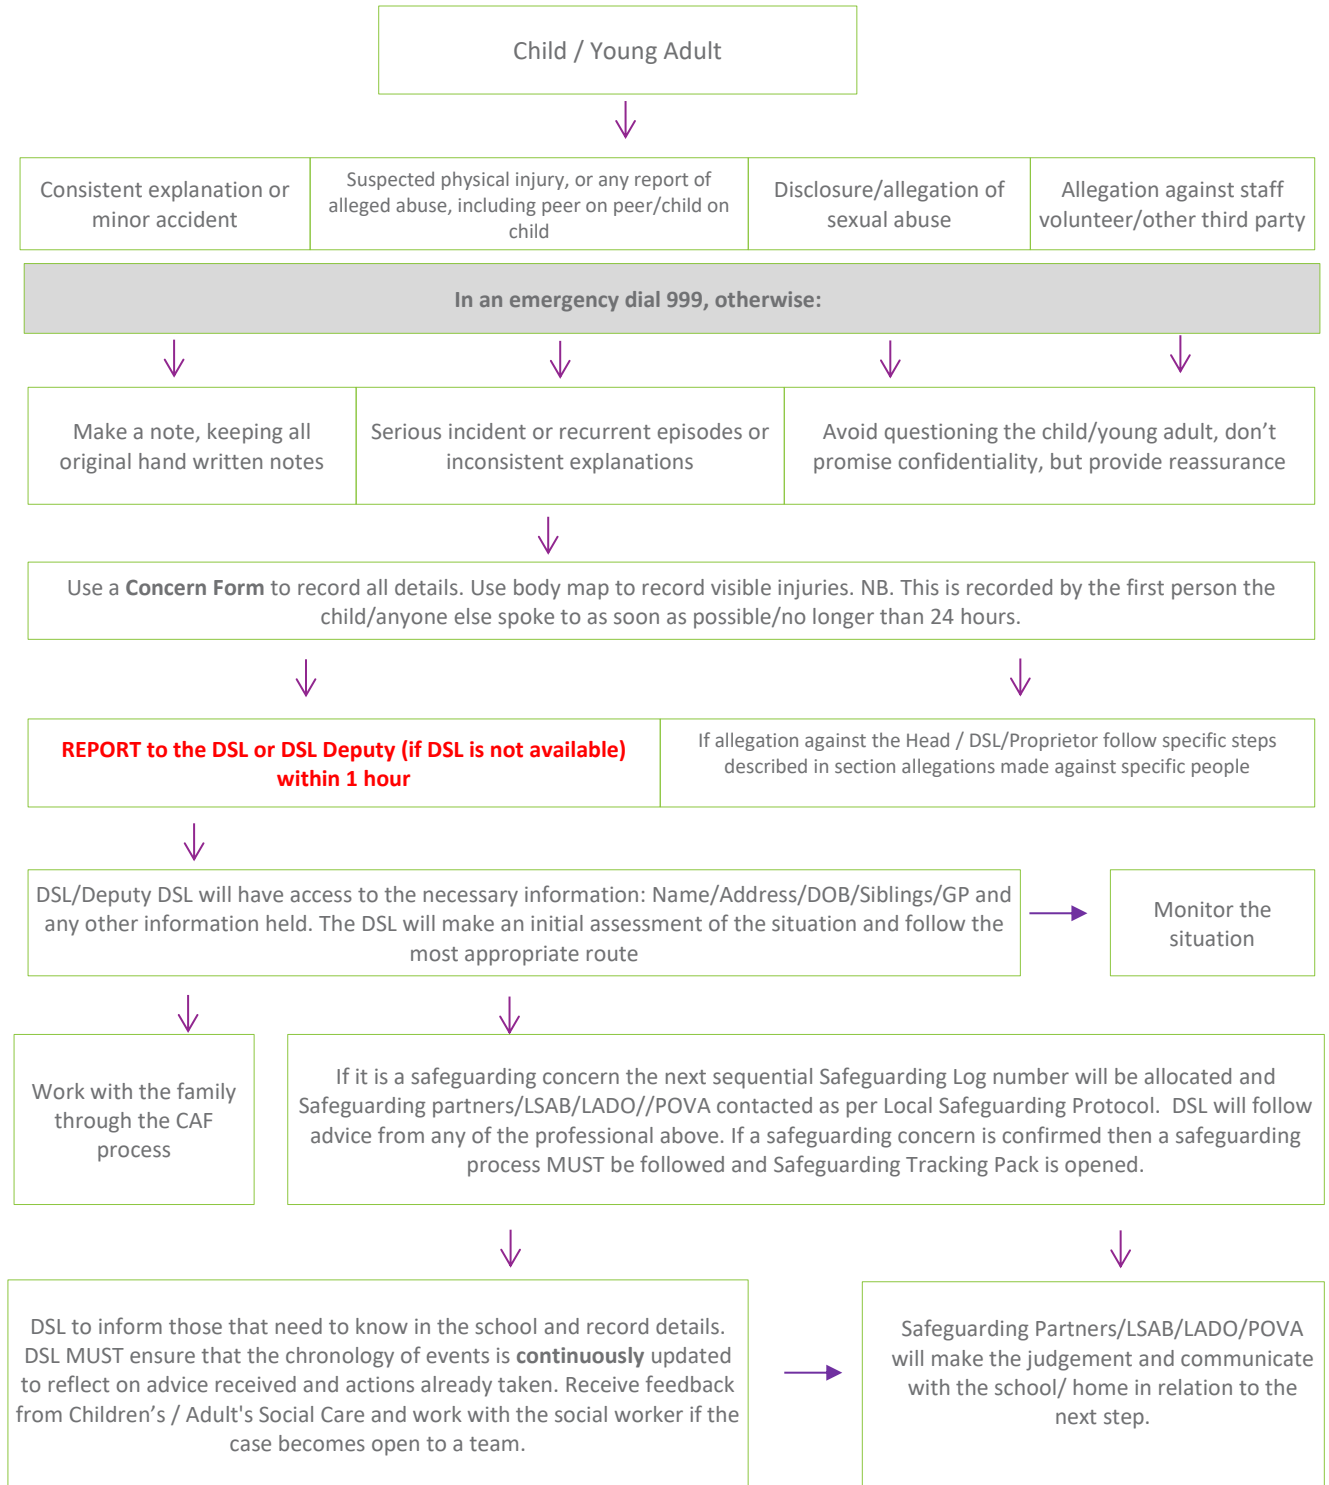 Child / Young Adult
Consistent explanation or
minor accident
Suspected physical injury, or any report of
alleged abuse, including peer on peer/child on
child
Disclosure/allegation of
sexual abuse
Allegation against staff
volunteer/other third party
In an emergency dial 999, otherwise:
Make a note, keeping all
original hand written notes
Serious incident or recurrent episodes or
inconsistent explanations
Avoid questioning the child/young adult, don’t
promise confidentiality, but provide reassurance
Use a Concern Form to record all details. Use body map to record visible injuries. NB. This is recorded by the first person the
child/anyone else spoke to as soon as possible/no longer than 24 hours.
REPORT to the DSL or DSL Deputy (if DSL is not available)
within 1 hour
If allegation against the Head / DSL/Proprietor follow specific steps
described in section allegations made against specific people
DSL/Deputy DSL will have access to the necessary information: Name/Address/DOB/Siblings/GP and
any other information held. The DSL will make an initial assessment of the situation and follow the
most appropriate route
Monitor the
situation
Work with the family
through the CAF
process
If it is a safeguarding concern the next sequential Safeguarding Log number will be allocated and
Safeguarding partners/LSAB/LADO//POVA contacted as per Local Safeguarding Protocol. DSL will follow
advice from any of the professional above. If a safeguarding concern is confirmed then a safeguarding
process MUST be followed and Safeguarding Tracking Pack is opened.
DSL to inform those that need to know in the school and record details.
DSL MUST ensure that the chronology of events is continuously updated
to reflect on advice received and actions already taken. Receive feedback
from Children’s / Adult's Social Care and work with the social worker if the
case becomes open to a team.
Safeguarding Partners/LSAB/LADO/POVA
will make the judgement and communicate
with the school/ home in relation to the
next step.